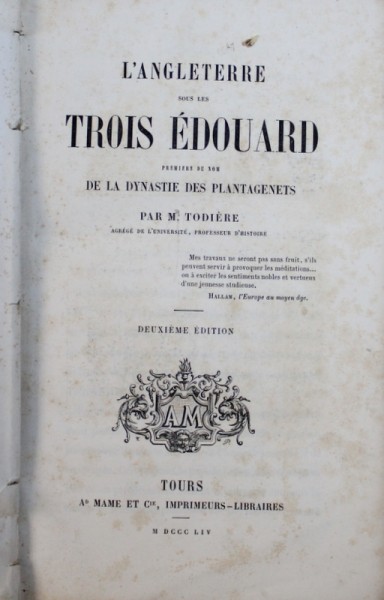 L'ANGLETERRE
SOUS LES
TROIS ÉDOUARD
PREMIERS DU NOM
DE LA DYNASTIE DES PLANTAGENETS
PAR M. TODIÈRE
AGRÉGÉ DE L'UNIVERSITÉ, PROFESSEUR D'HISTOIRE
Mes travaux ne seront pas sans fruit, s'ils
peuvent servir à provoquer les méditations...
ou à exciter les sentiments nobles et vertueux
d'une jeunesse studieuse.
HALLAM, l'Europe au moyen âge.
DEUXIÈME ÉDITION
AM
TOURS
Ad MAME ET Cie, IMPRIMEURS-LIBRAIRES
M DCCC LIV